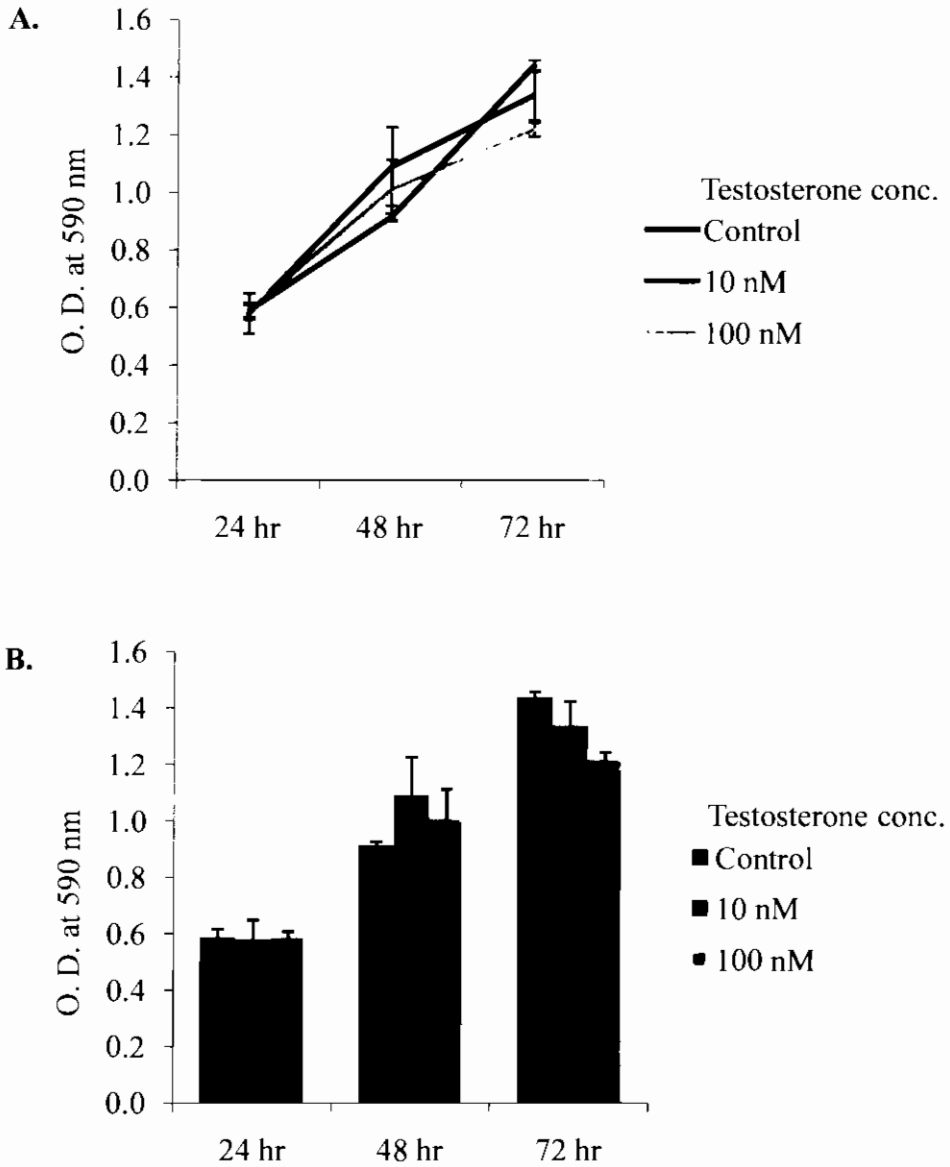 A.
1.6
1.4
1.2
1.0
0.8
0.6
0.4
0.2
0.0
O. D. at 590 nm
24 hr 48 hr 72 hr
Testosterone conc.
Control
10 nM
100 nM
B.
1.6
1.4
1.2
1.0
0.8
0.6
0.4
0.2
0.0
O. D. at 590 nm
24 hr 48 hr 72 hr
Testosterone conc.
Control
10 nM
100 nM